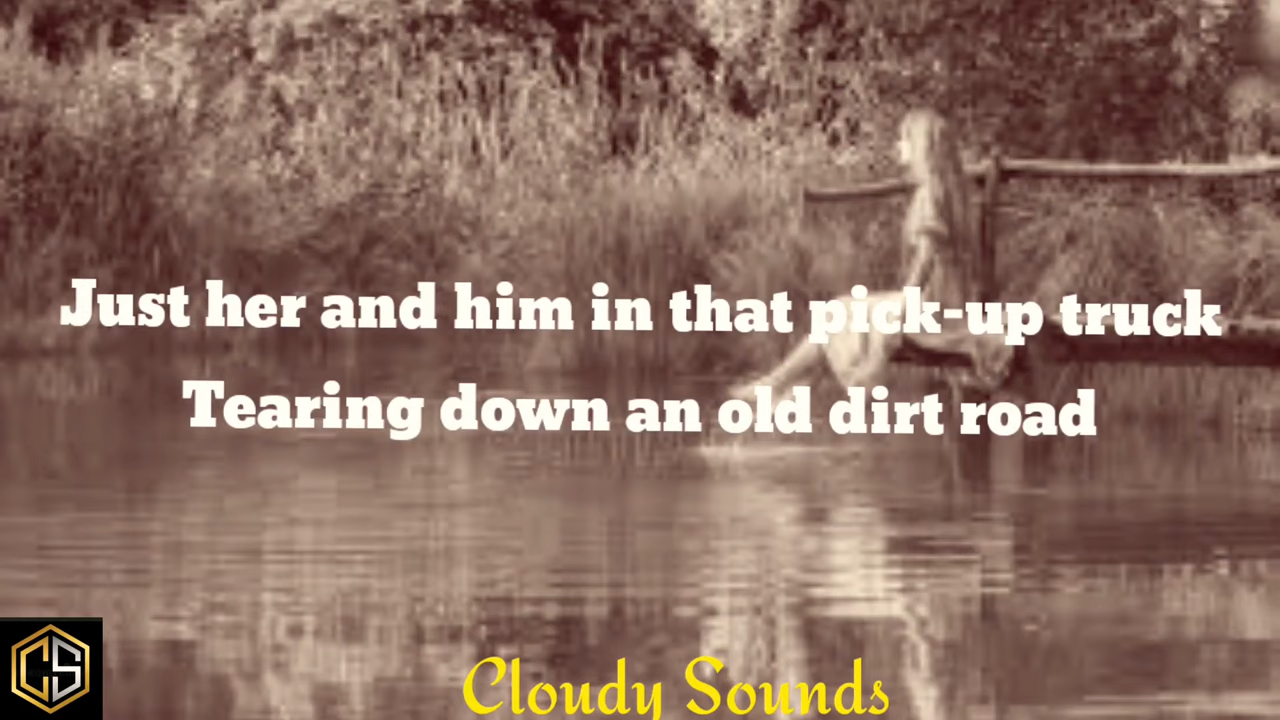 Just her and him in that pick-up truck
Tearing down an old dirt road
CS
Cloudy Sounds